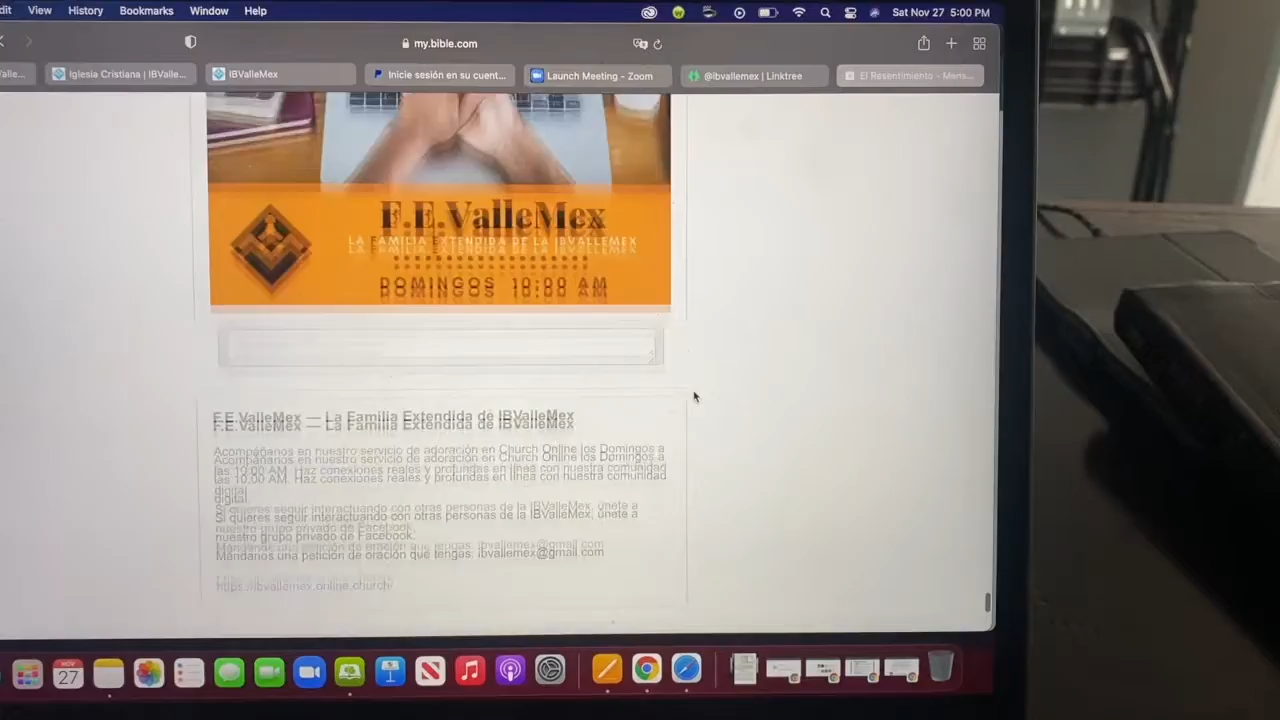 dit View History Bookmarks Window Help Sat Nov 27 5:00 PM
my.bible.com
alle... Iglesia Cristiana | IBValle... IBValleMex Inicie sesión en su cuent... Launch Meeting - Zoom @ibvallemex | Linktree El Resentimiento - Mens...
F.E.ValleMex
LA FAMILIA EXTENDIDA DE LA IBVALLEMEX
DOMINGOS 10:00 AM
F.E.ValleMex — La Familia Extendida de IBValleMex
Acompáñanos en nuestro servicio de adoración en Church Online los Domingos a
las 10:00 AM. Haz conexiones reales y profundas en línea con nuestra comunidad
digital.
Si quieres seguir interactuando con otras personas de la IBValleMex, únete a
nuestro grupo privado de Facebook.
Mándanos una petición de oración que tengas: ibvallemex@gmail.com
https://ibvallemex.online.church/
NOV
27